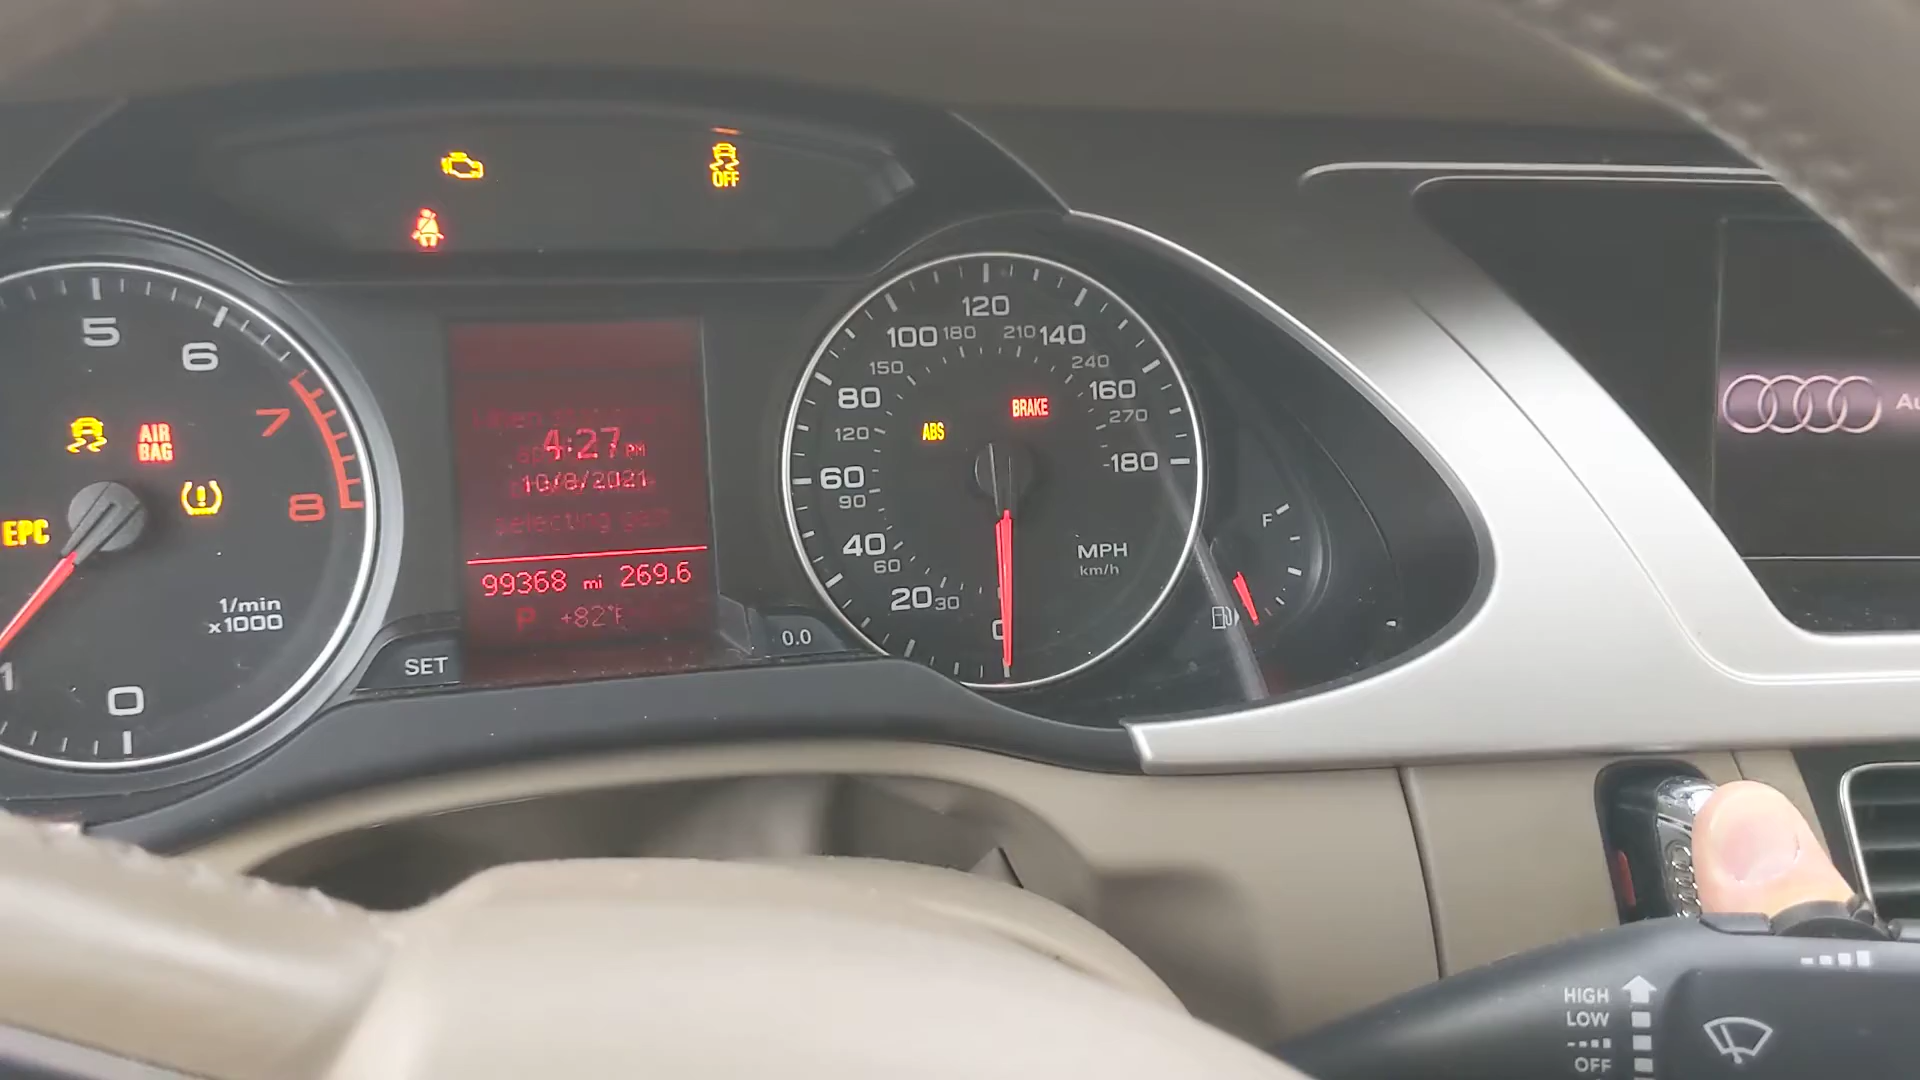 OFF
5
6
7
8
EPC
AIR
BAG
1/min
x1000
1
0
SET
4:27 PM
10/8/2021
selecting
99368 mi 269.6
P +82°F
0.0
120
100 180 210 140
150 240
80 160
270
120
ABS
BRAKE
60 180
90
40
60
20 30
0
MPH
km/h
F
HIGH
LOW
OFF